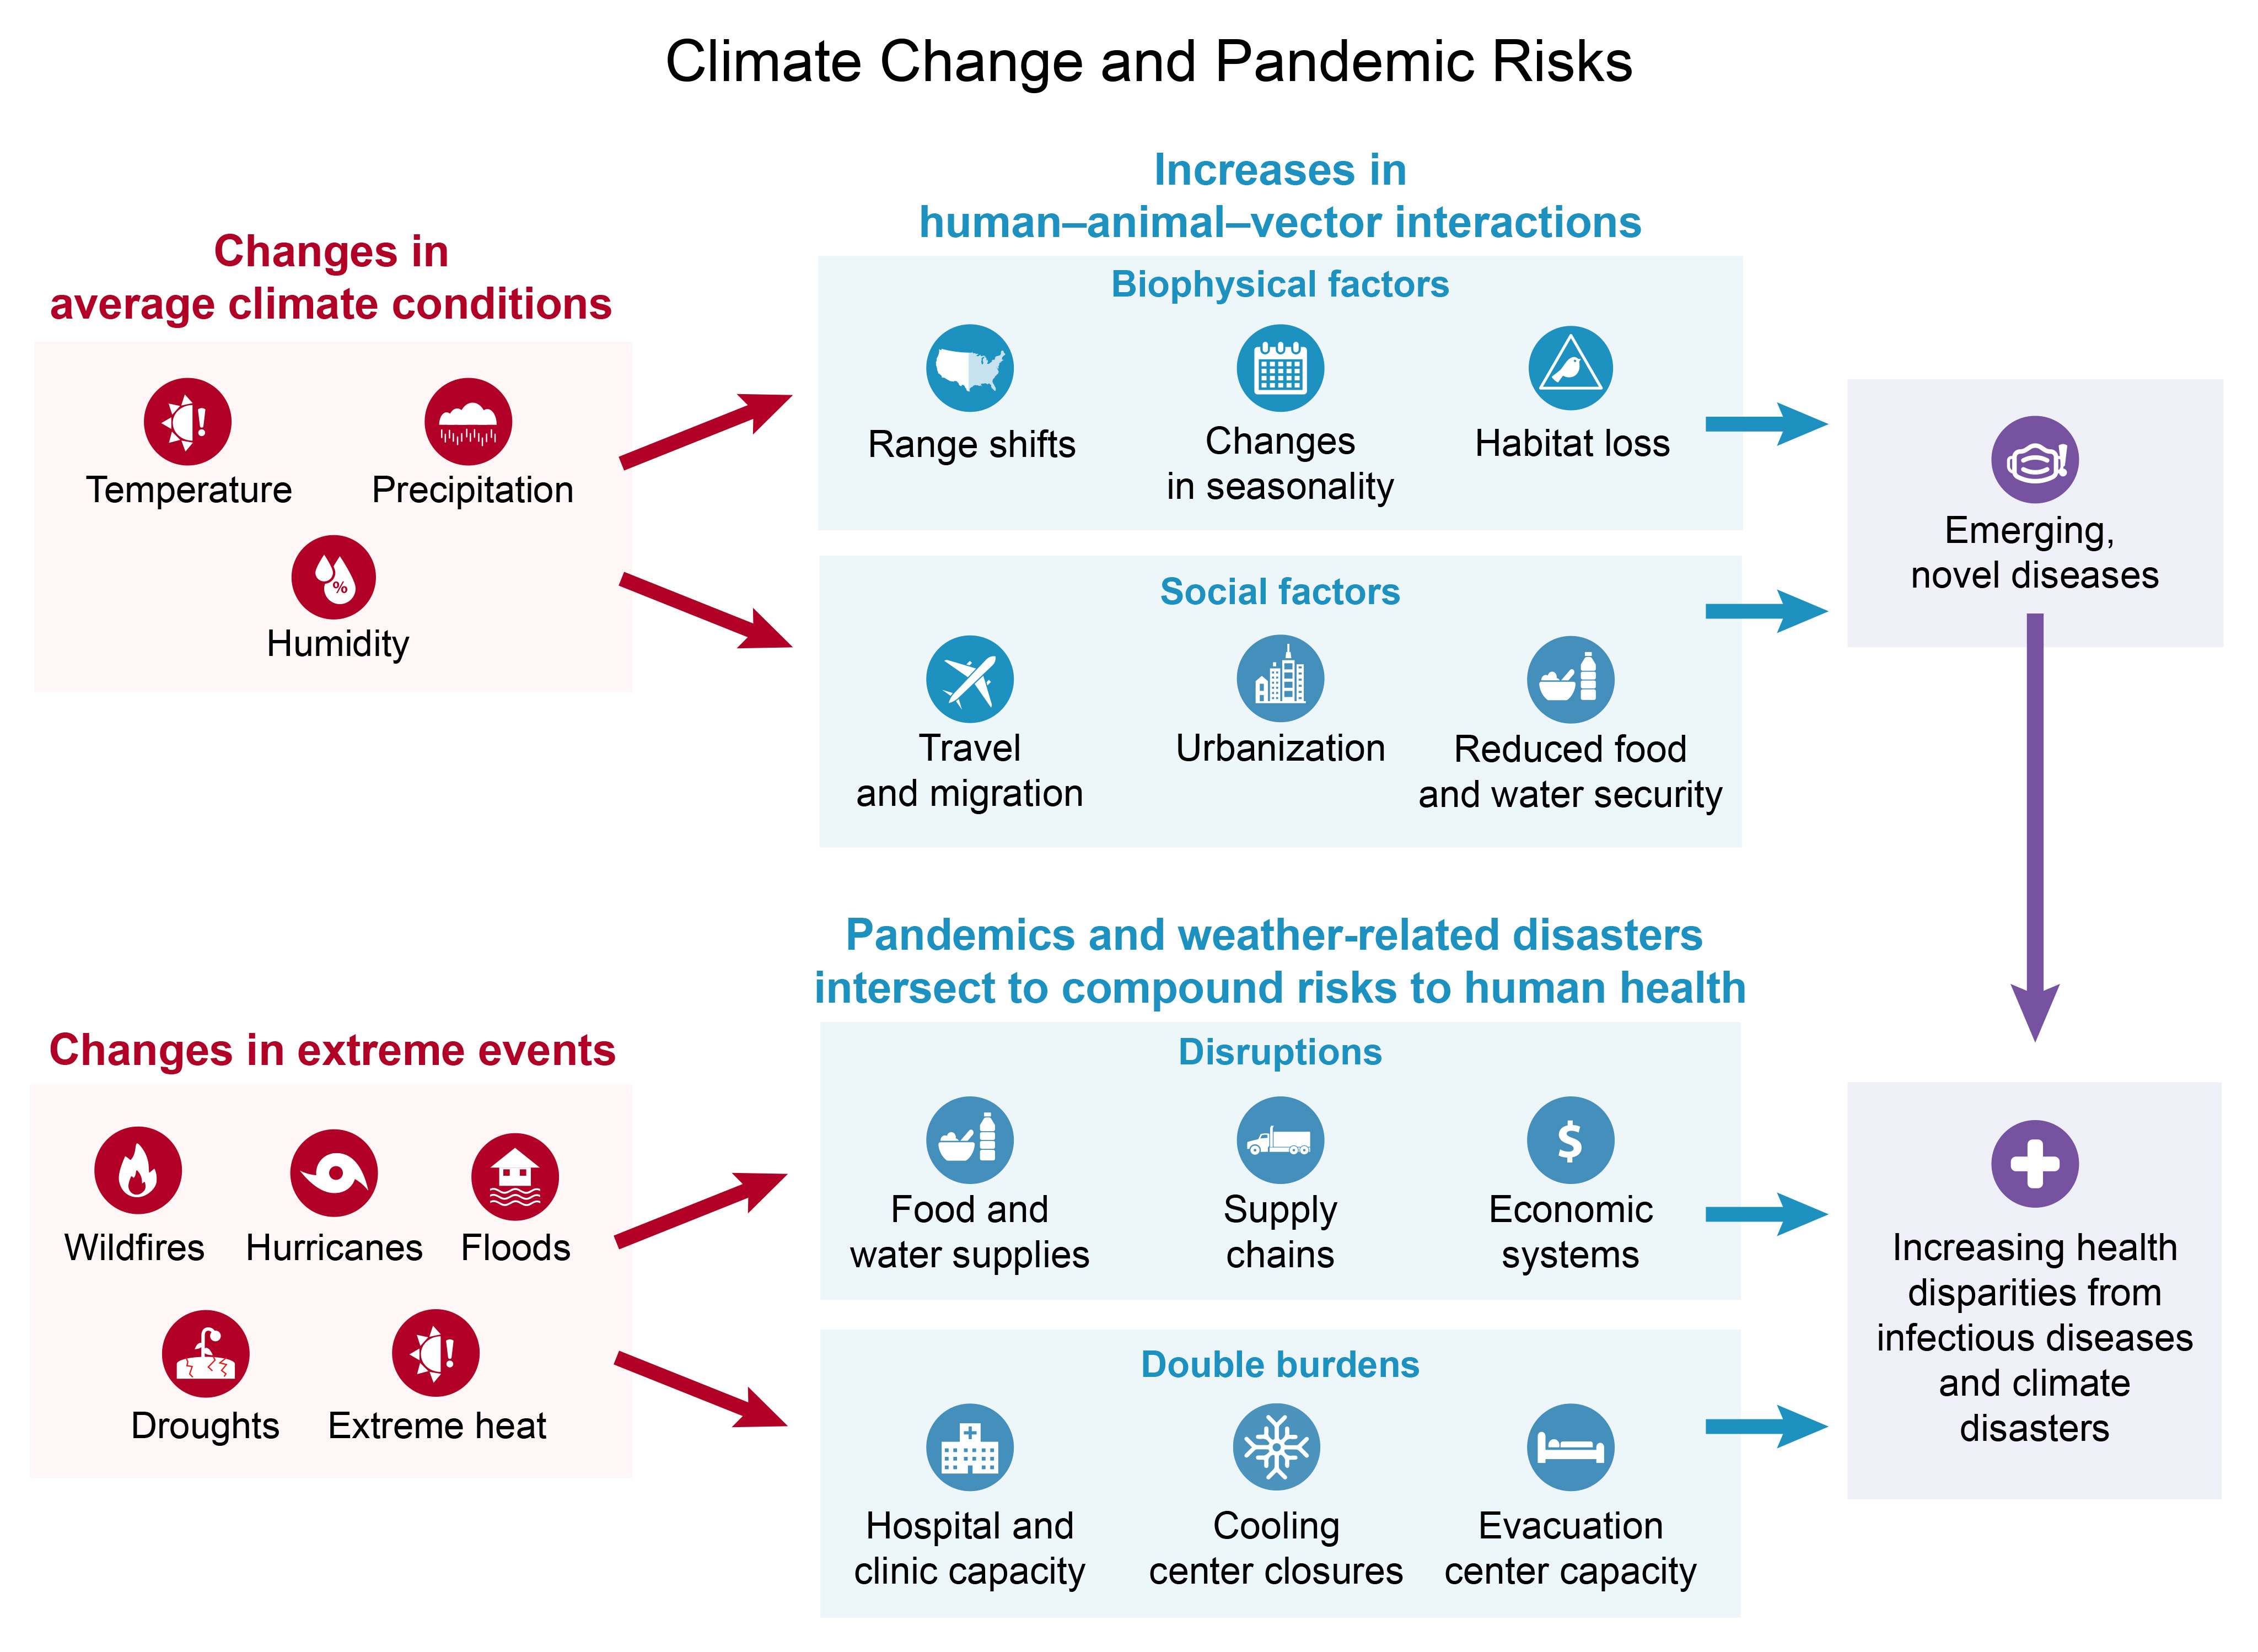 Climate Change and Pandemic Risks
Changes in
average climate conditions
Temperature
Precipitation
%
Humidity
Increases in
human–animal–vector interactions
Biophysical factors
Range shifts
Changes
in seasonality
Habitat loss
Social factors
Travel
and migration
Urbanization
Reduced food
and water security
Emerging,
novel diseases
Changes in extreme events
Wildfires
Hurricanes
Floods
Droughts
Extreme heat
Pandemics and weather-related disasters
intersect to compound risks to human health
Disruptions
Food and
water supplies
Supply
chains
$
Economic
systems
Double burdens
Hospital and
clinic capacity
Cooling
center closures
Evacuation
center capacity
Increasing health
disparities from
infectious diseases
and climate
disasters